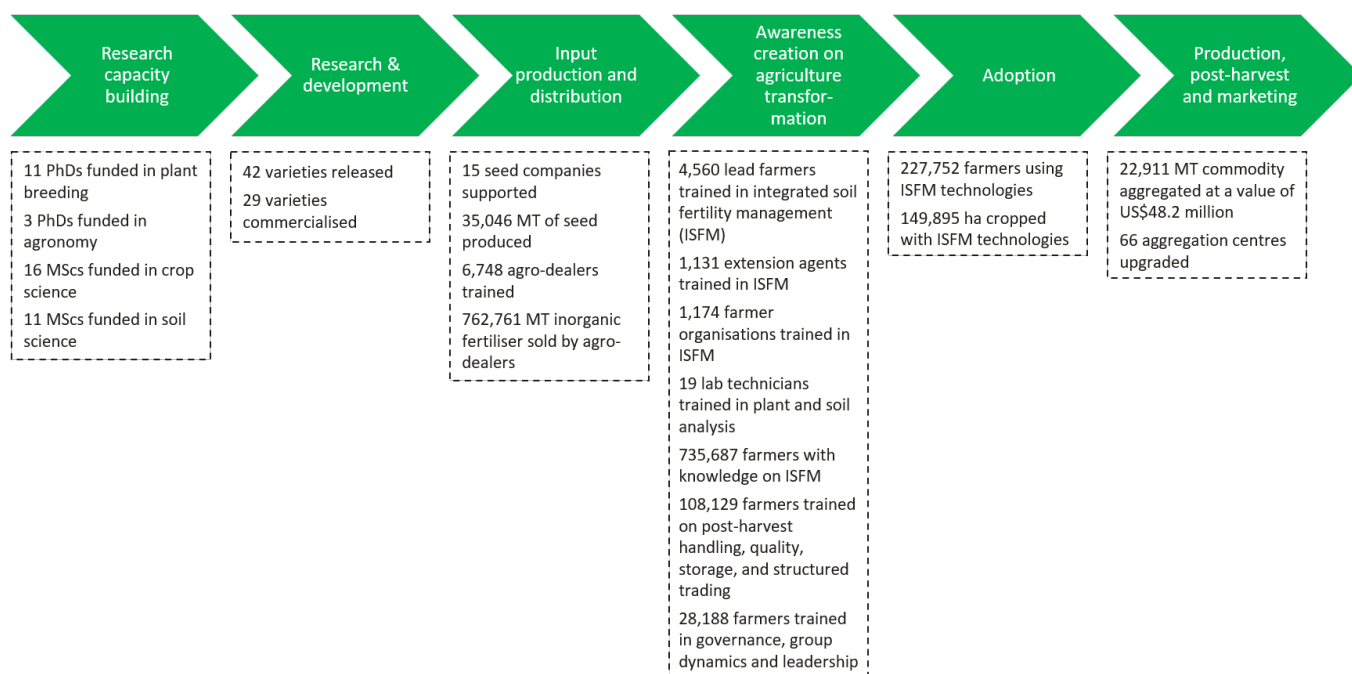 Research
capacity
building
11 PhDs funded in plant
breeding
3 PhDs funded in
agronomy
16 MScs funded in crop
science
11 MScs funded in soil
science
Research &
development
42 varieties released
29 varieties
commercialised
Input
production and
distribution
15 seed companies
supported
35,046 MT of seed
produced
6,748 agro-dealers
trained
762,761 MT inorganic
fertiliser sold by agro-
dealers
Awareness
creation on
agriculture
transfor-
mation
4,560 lead farmers
trained in integrated soil
fertility management
(ISFM)
1,131 extension agents
trained in ISFM
1,174 farmer
organisations trained in
ISFM
19 lab technicians
trained in plant and soil
analysis
735,687 farmers with
knowledge on ISFM
108,129 farmers trained
on post-harvest
handling, quality,
storage, and structured
trading
28,188 farmers trained
in governance, group
dynamics and leadership
Adoption
227,752 farmers using
ISFM technologies
149,895 ha cropped
with ISFM technologies
Production,
post-harvest
and marketing
22,911 MT commodity
aggregated at a value of
US$48.2 million
66 aggregation centres
upgraded